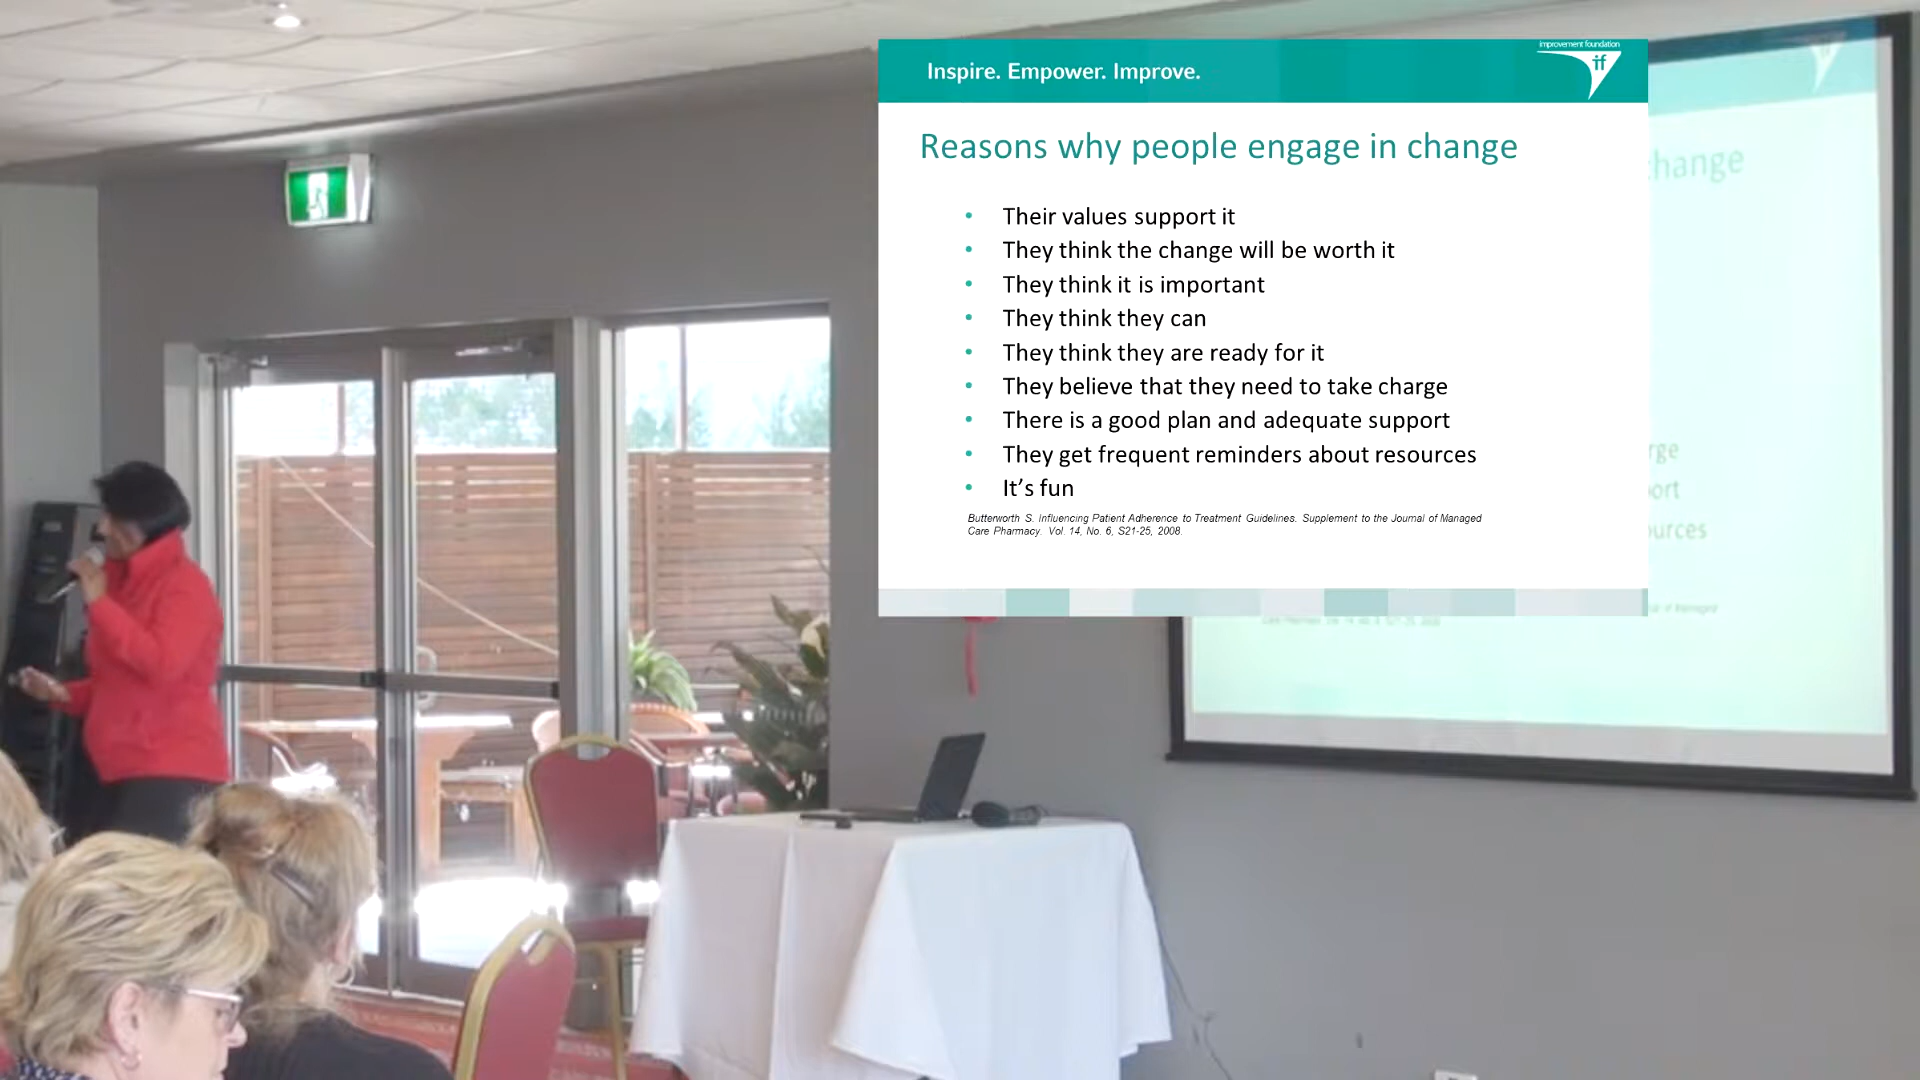 improvement foundation
if
Inspire. Empower. Improve.
Reasons why people engage in change
change
• Their values support it
• They think the change will be worth it
• They think it is important
• They think they can
• They think they are ready for it
• They believe that they need to take charge
• There is a good plan and adequate support
• They get frequent reminders about resources
• It's fun
Butterworth S. Influencing Patient Adherence to Treatment Guidelines. Supplement to the Journal of Managed
Care Pharmacy. Vol. 14, No. 6, S21-25, 2008.
rge
ort
ources